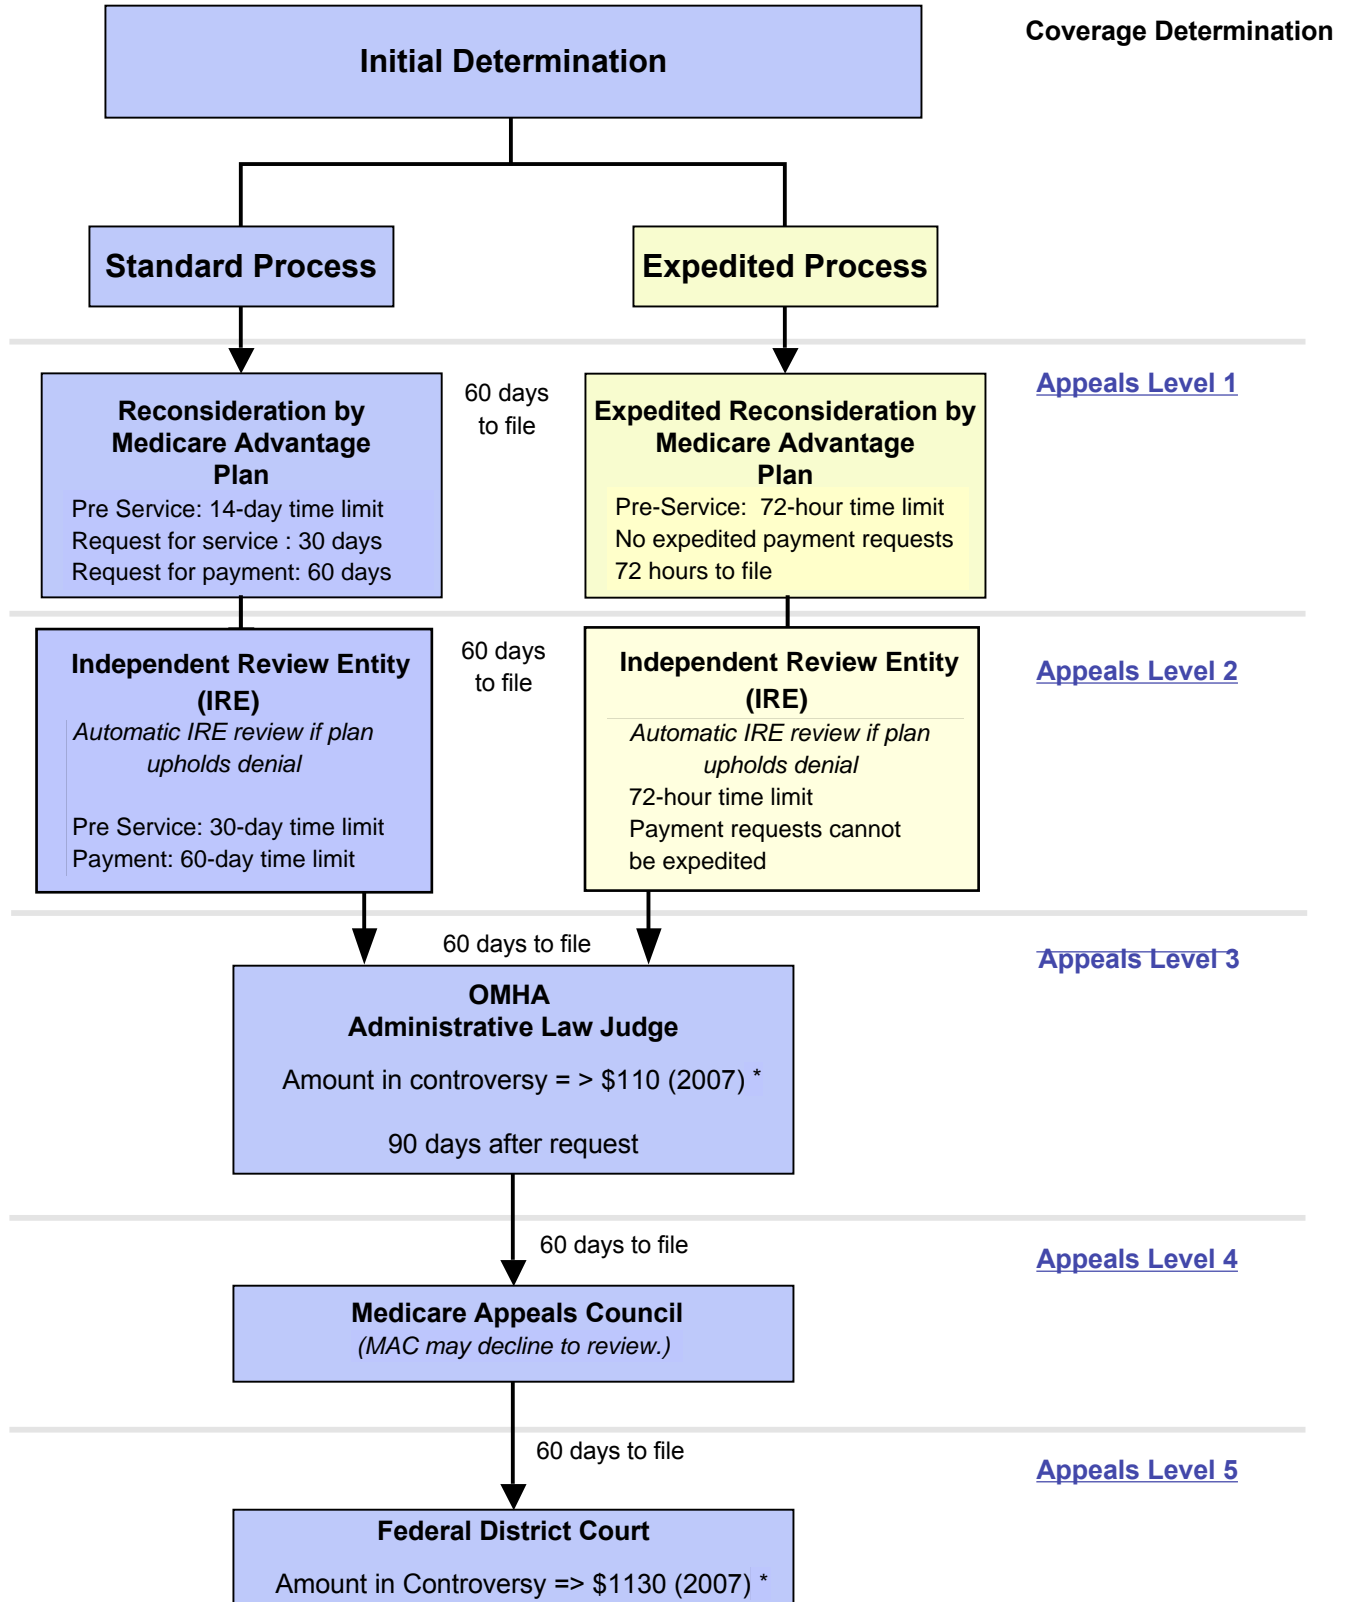 Coverage Determination
Initial Determination
Standard Process
Expedited Process
Appeals Level 1
Reconsideration by
Medicare Advantage
Plan
Pre Service: 14-day time limit
Request for service : 30 days
Request for payment: 60 days
60 days
to file
Expedited Reconsideration by
Medicare Advantage
Plan
Pre-Service:  72-hour time limit
No expedited payment requests
72 hours to file
Appeals Level 2
Independent Review Entity
(IRE)
Automatic IRE review if plan
upholds denial
Pre Service: 30-day time limit
Payment: 60-day time limit
60 days
to file
Independent Review Entity
(IRE)
Automatic IRE review if plan
upholds denial
72-hour time limit
Payment requests cannot
be expedited
60 days to file
Appeals Level 3
OMHA
Administrative Law Judge
Amount in controversy = > $110 (2007) *
90 days after request
60 days to file
Appeals Level 4
Medicare Appeals Council
(MAC may decline to review.)
60 days to file
Appeals Level 5
Federal District Court
Amount in Controversy => $1130 (2007) *